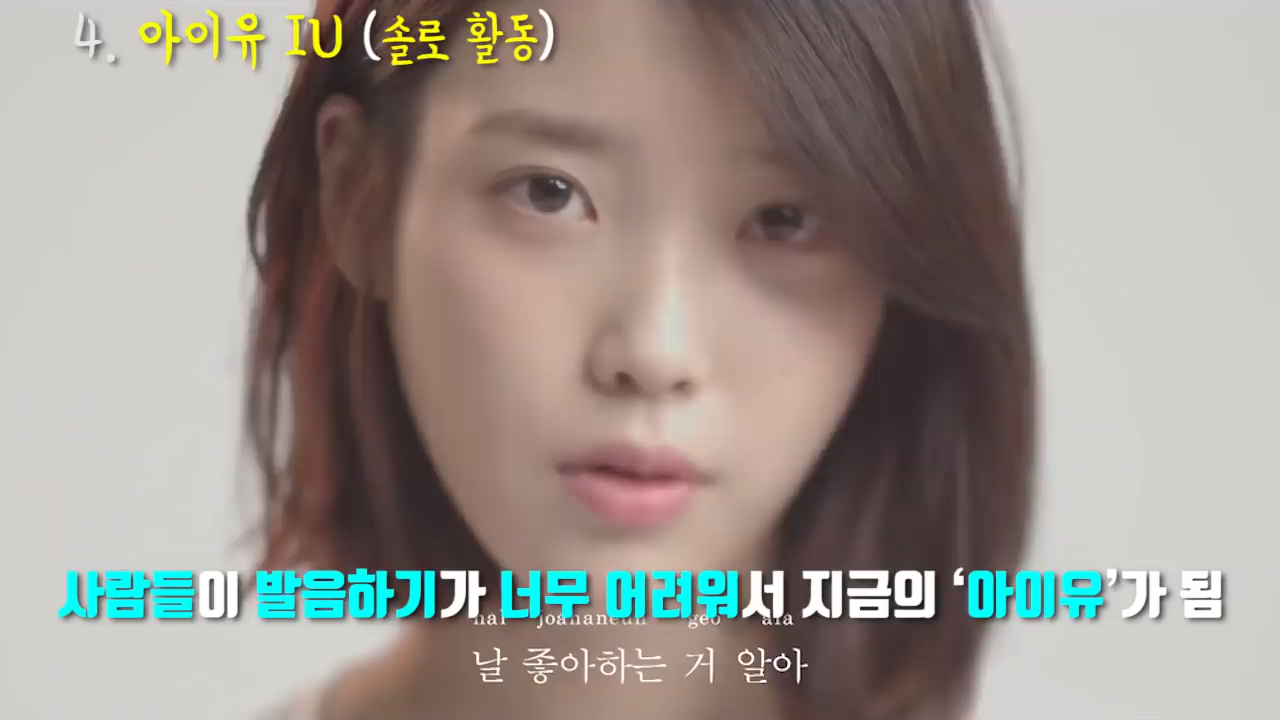 4. 아이유 IU (솔로 활동)
사람들이 발음하기가 너무 어려워서 지금의 ‘아이유’가 됨
nal joahaneun geo ala
날 좋아하는 거 알아